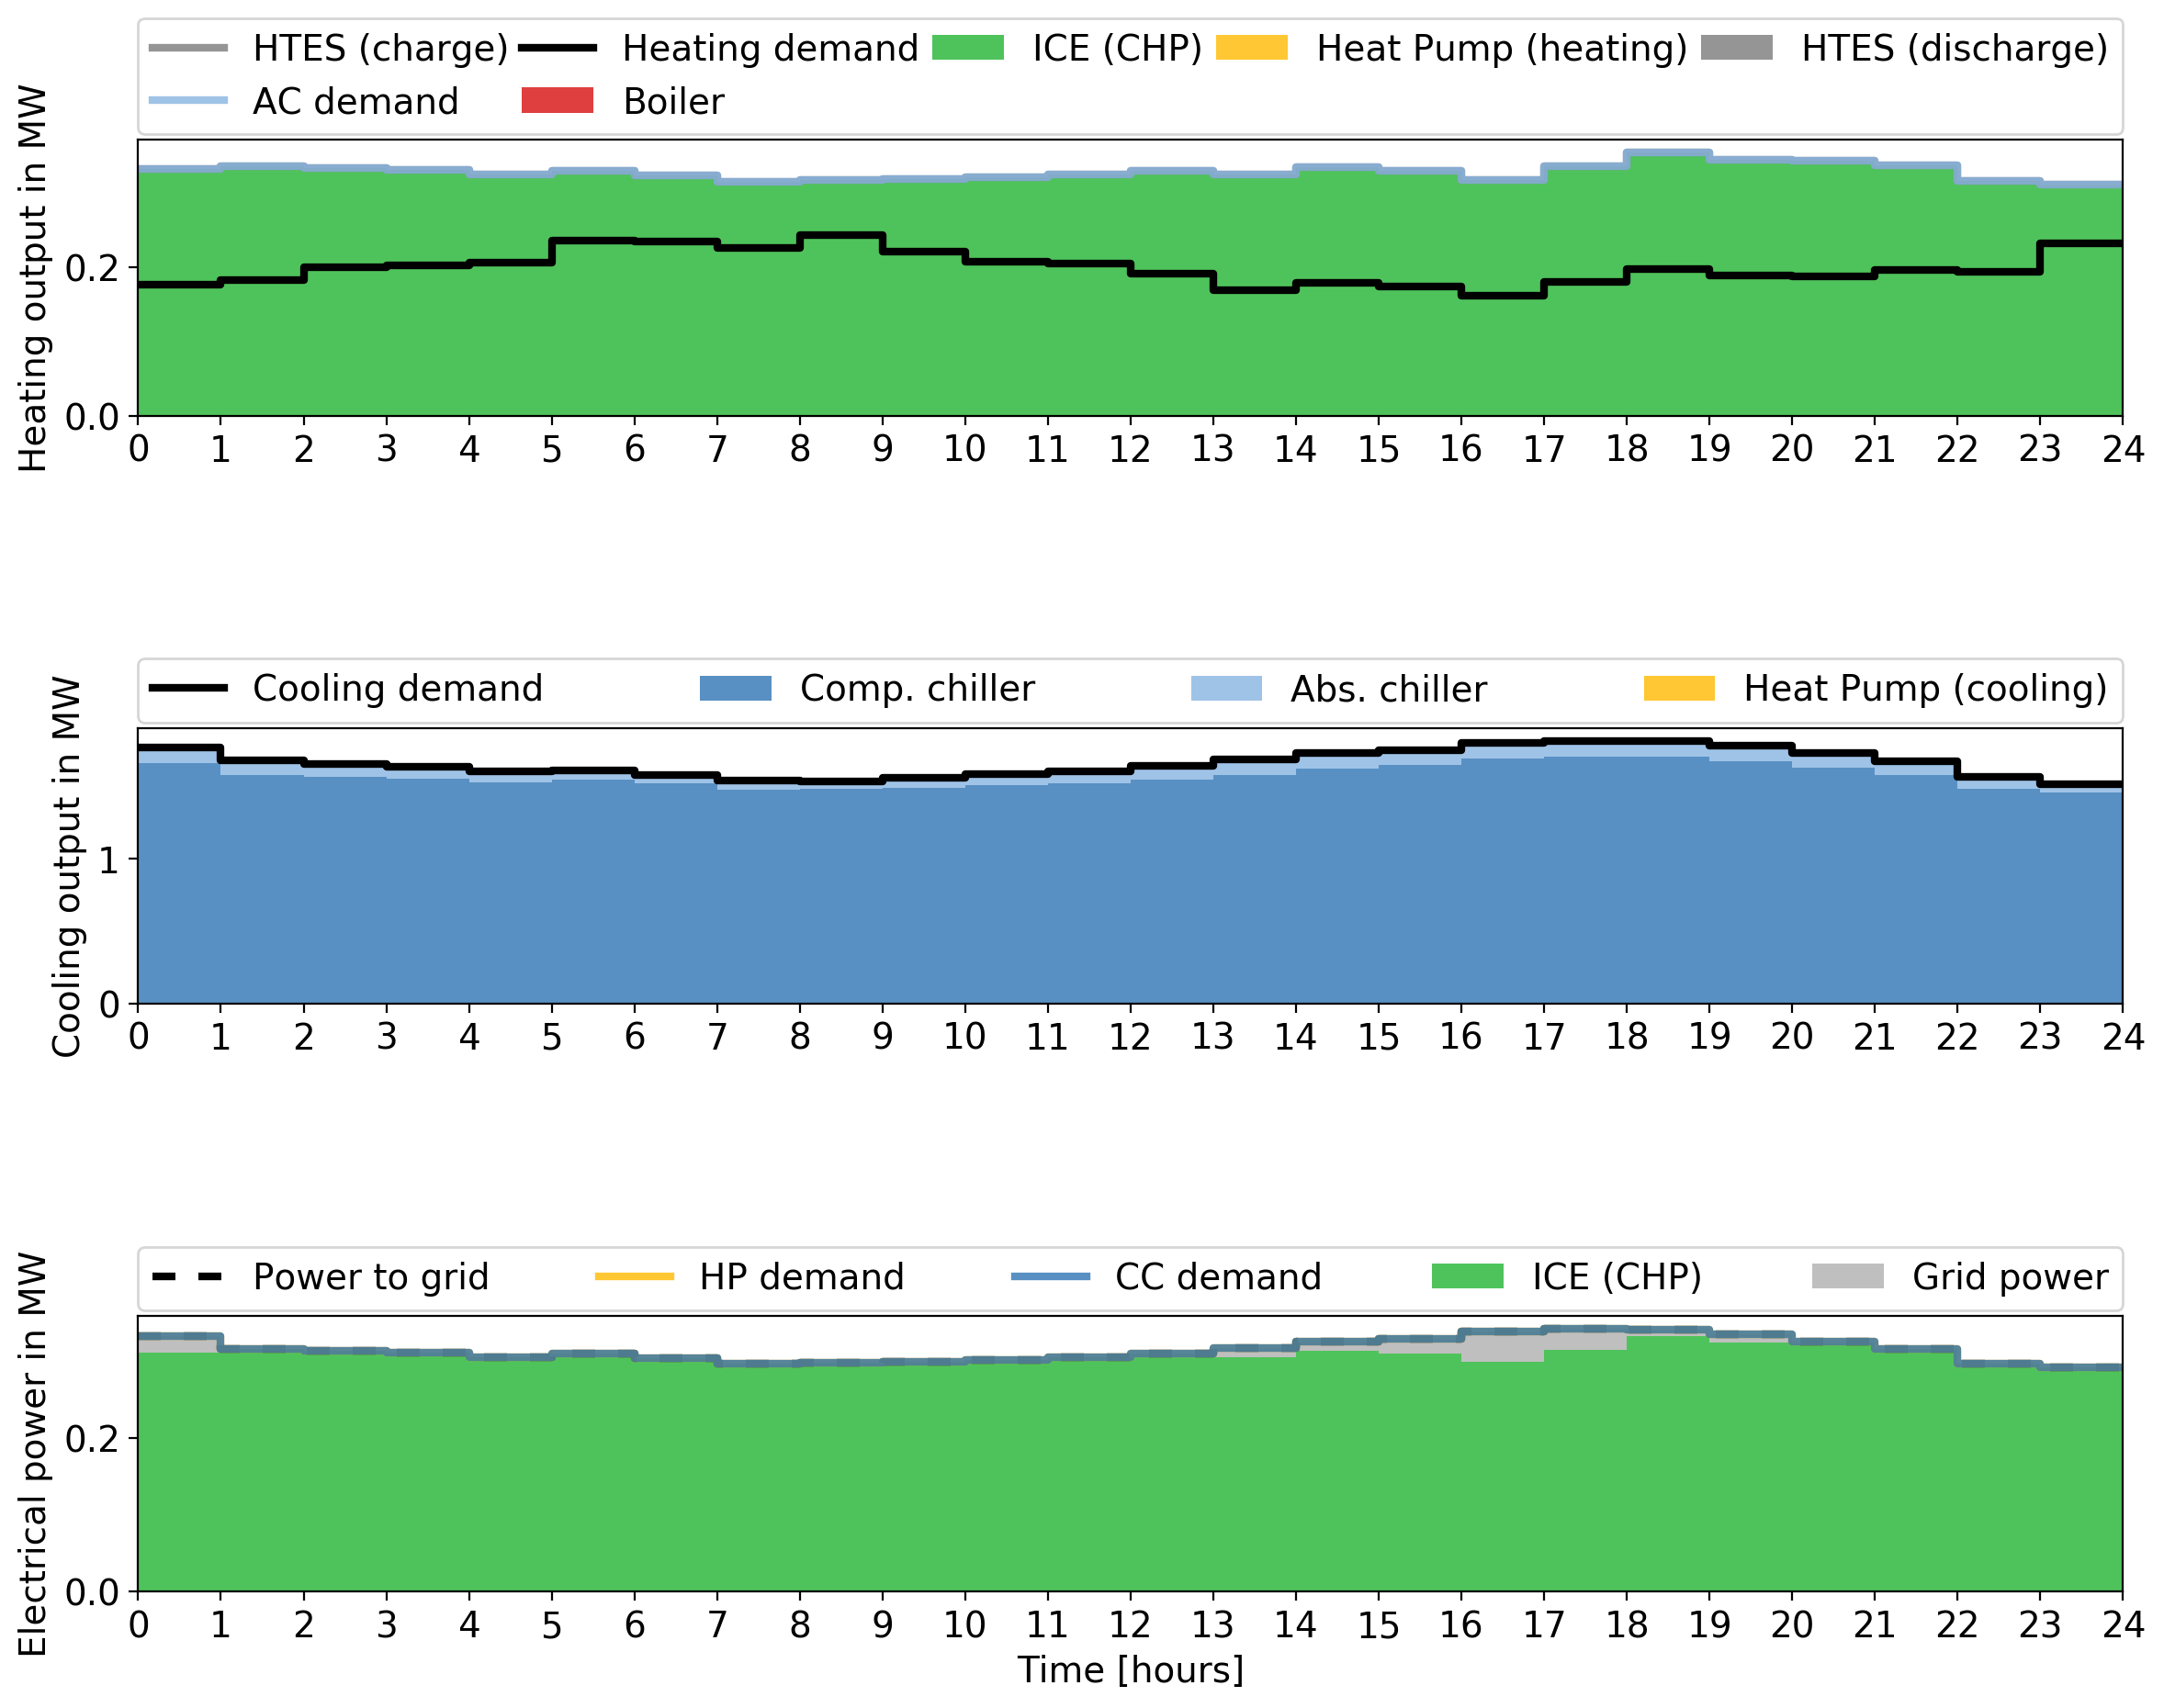 HTES (charge) Heating demand ICE (CHP) Heat Pump (heating) HTES (discharge)
AC demand Boiler
Heating output in MW
0.2
0.0
0 1 2 3 4 5 6 7 8 9 10 11 12 13 14 15 16 17 18 19 20 21 22 23 24
Cooling demand Comp. chiller Abs. chiller Heat Pump (cooling)
Cooling output in MW
1
0
0 1 2 3 4 5 6 7 8 9 10 11 12 13 14 15 16 17 18 19 20 21 22 23 24
Power to grid HP demand CC demand ICE (CHP) Grid power
Electrical power in MW
0.2
0.0
0 1 2 3 4 5 6 7 8 9 10 11 12 13 14 15 16 17 18 19 20 21 22 23 24
Time [hours]